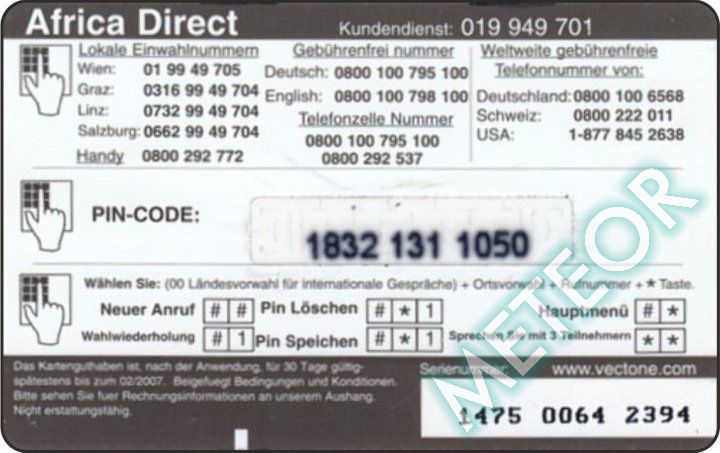 Africa Direct
Kundendienst: 019 949 701
Lokale Einwahlnummern
Wien: 01 99 49 705
Graz: 0316 99 49 704
Linz: 0732 99 49 704
Salzburg: 0662 99 49 704
Handy 0800 292 772
Gebührenfrei nummer
Deutsch: 0800 100 795 100
English: 0800 100 798 100
Telefonzelle Nummer
0800 100 795 100
0800 292 537
Weltweite gebührenfreie
Telefonnummer von:
Deutschland: 0800 100 6568
Schweiz: 0800 222 011
USA: 1-877 845 2638
PIN-CODE: 1832 131 1050
Wählen Sie: (00 Ländesvorwahl für internationale Gespräche) + Ortsvorwahl + Rufnummer + * Taste.
Neuer Anruf # # Pin Löschen # * 1 Hauptmenü # *
Wahlwiederholung # 1 Pin Speichen # * 1 Sprechen Sie mit 3 Teilnehmern * *
Das Kartenguthaben ist, nach der Anwendung, für 30 Tage gültig-
spätestens bis zum 02/2007. Beigefuegt Bedingungen und Konditionen.
Bitte sehen Sie fuer Rechnungsinformationen an unserem Aushang.
Nicht erstattungsfähig.
Serienummer: www.vectone.com
1475 0064 2394
METEOR